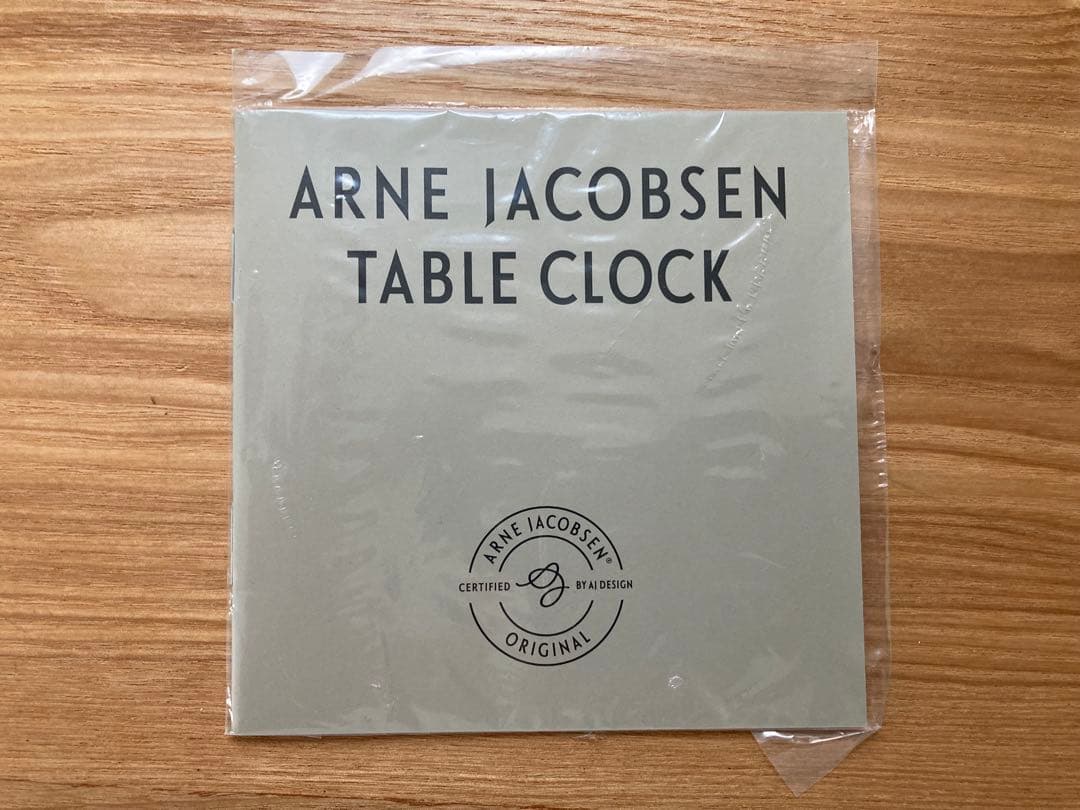 ARNE JACOBSEN
TABLE CLOCK
ARNE JACOBSEN®
CERTIFIED BY AJ DESIGN
ORIGINAL